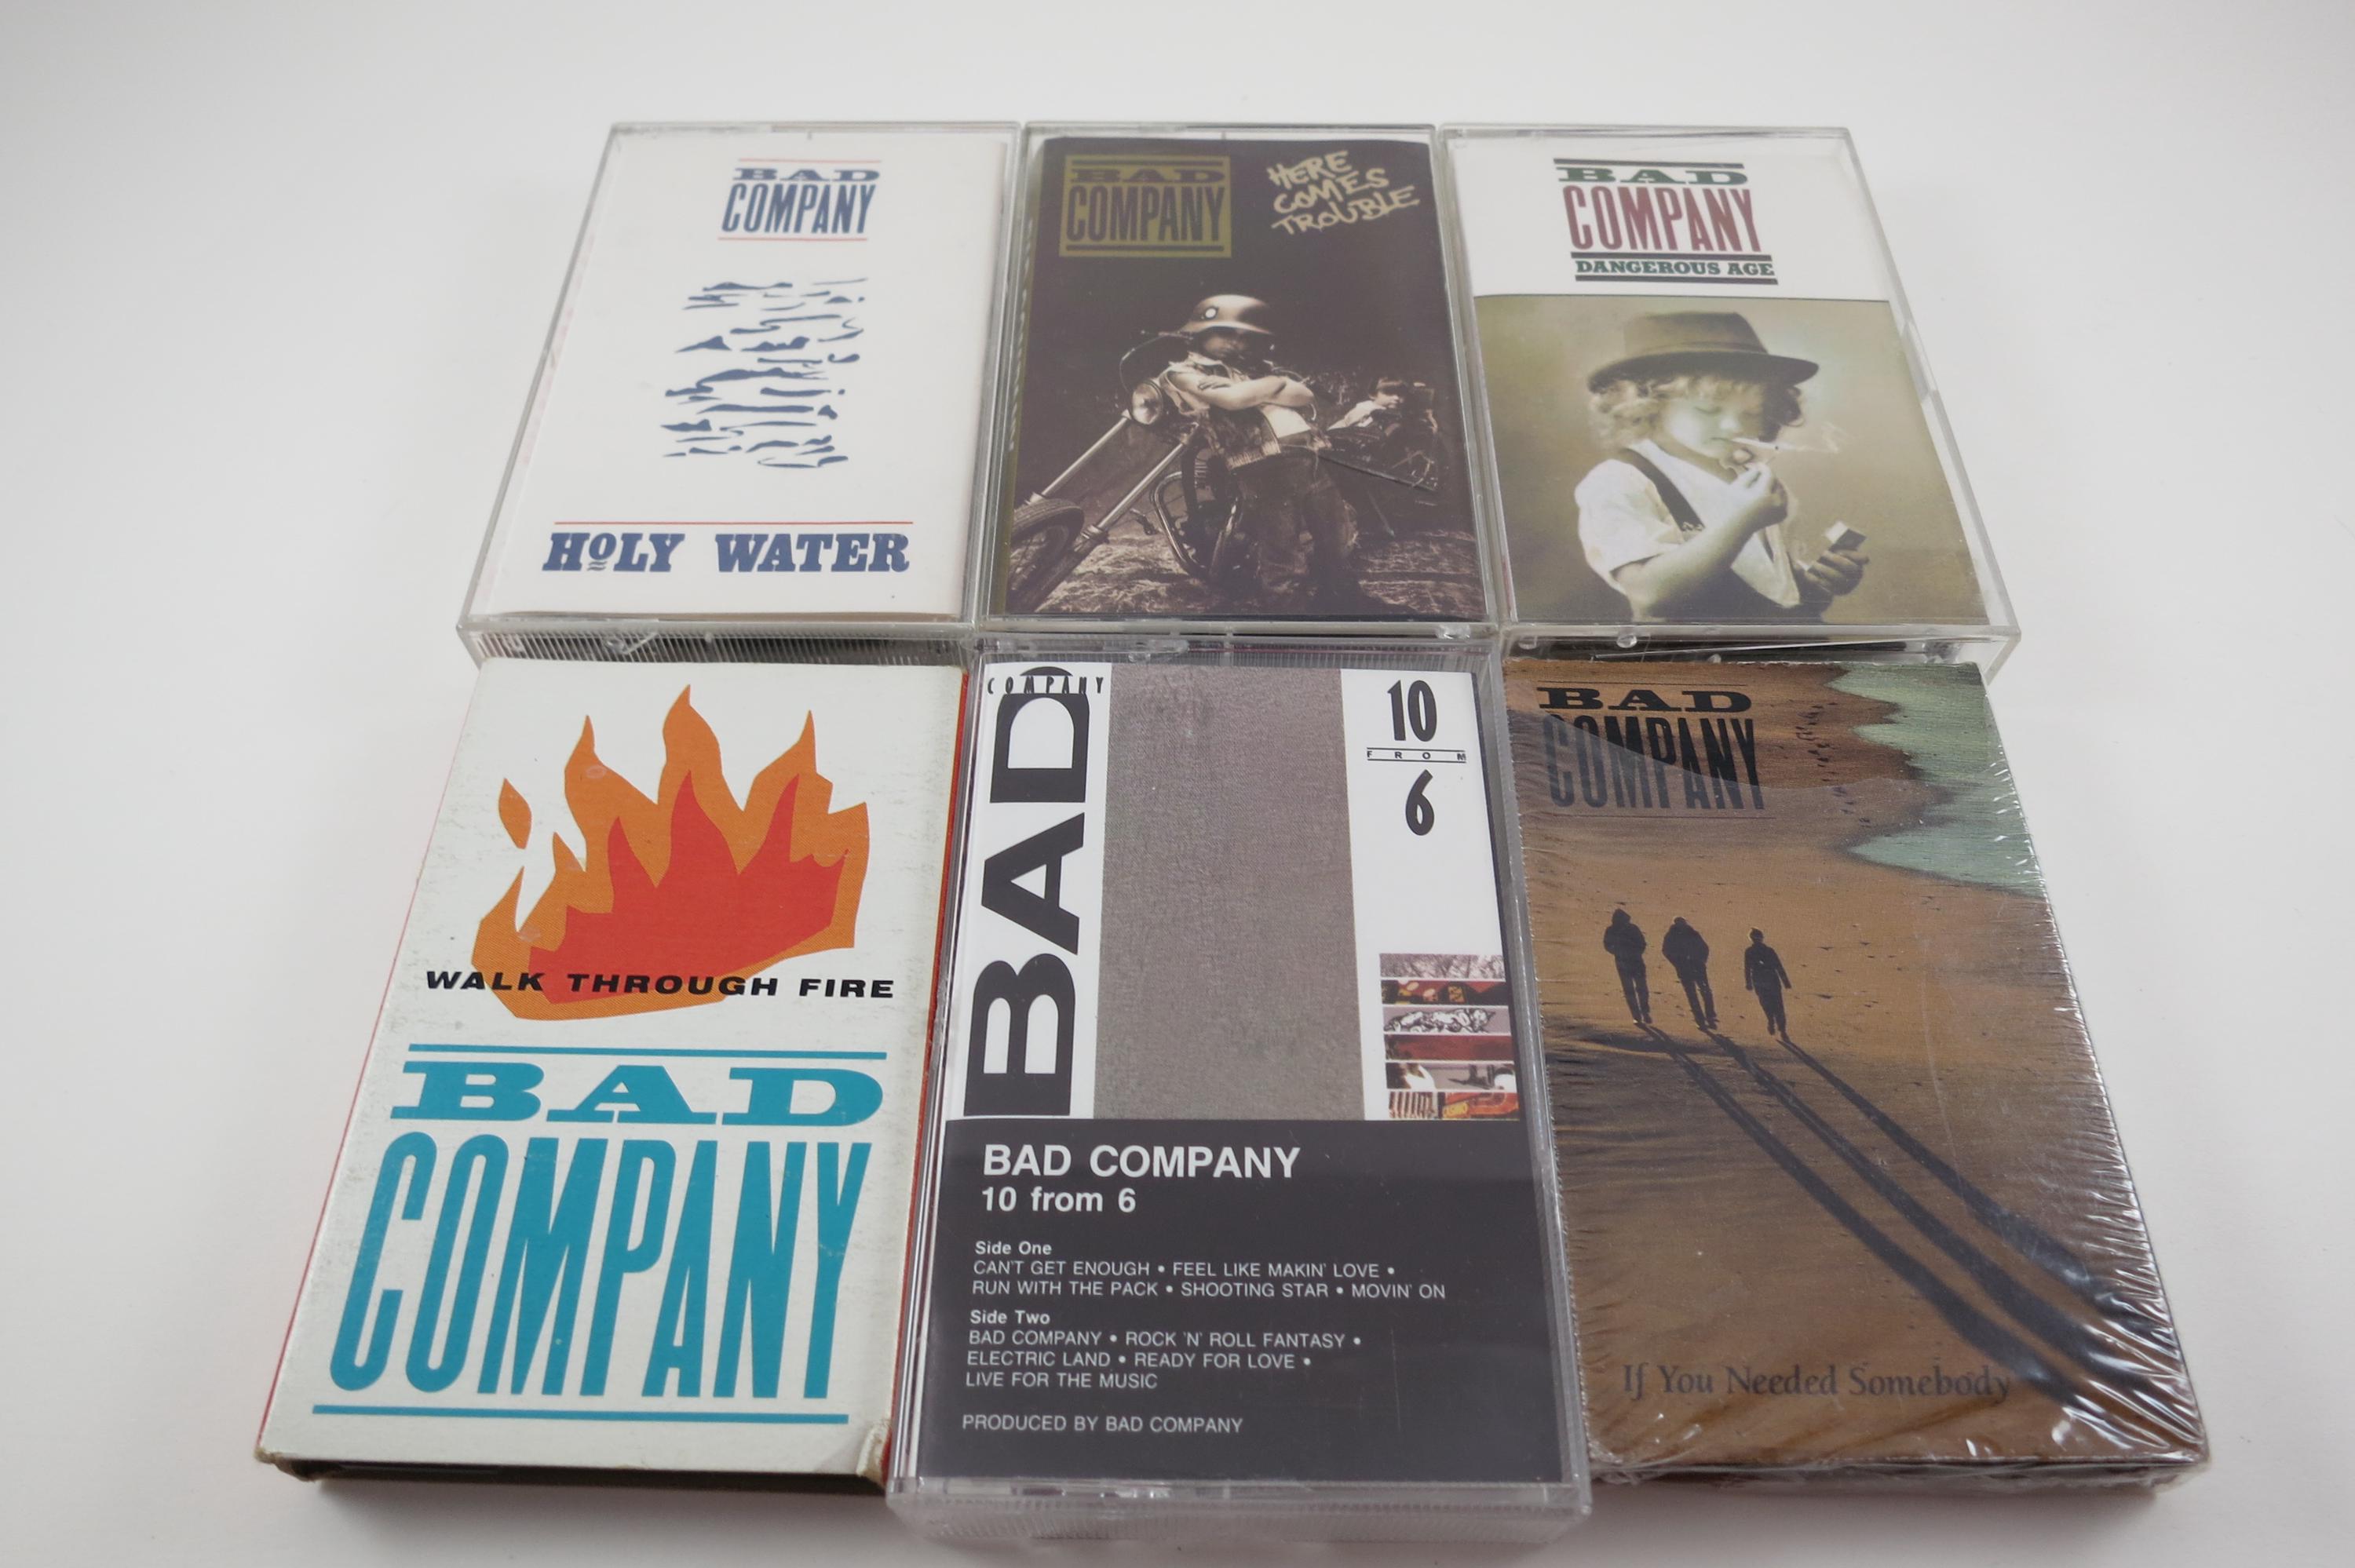 BAD
COMPANY
HOLY WATER
BAD
COMPANY
HERE
COMES
TROUBLE
BAD
COMPANY
DANGEROUS AGE
WALK THROUGH FIRE
BAD
COMPANY
COMPANY
BAD
10
FROM
6
BAD COMPANY
10 from 6
Side One
CAN'T GET ENOUGH • FEEL LIKE MAKIN' LOVE •
RUN WITH THE PACK • SHOOTING STAR • MOVIN' ON
Side Two
BAD COMPANY • ROCK 'N' ROLL FANTASY •
ELECTRIC LAND • READY FOR LOVE •
LIVE FOR THE MUSIC
PRODUCED BY BAD COMPANY
BAD
COMPANY
If You Needed Somebody